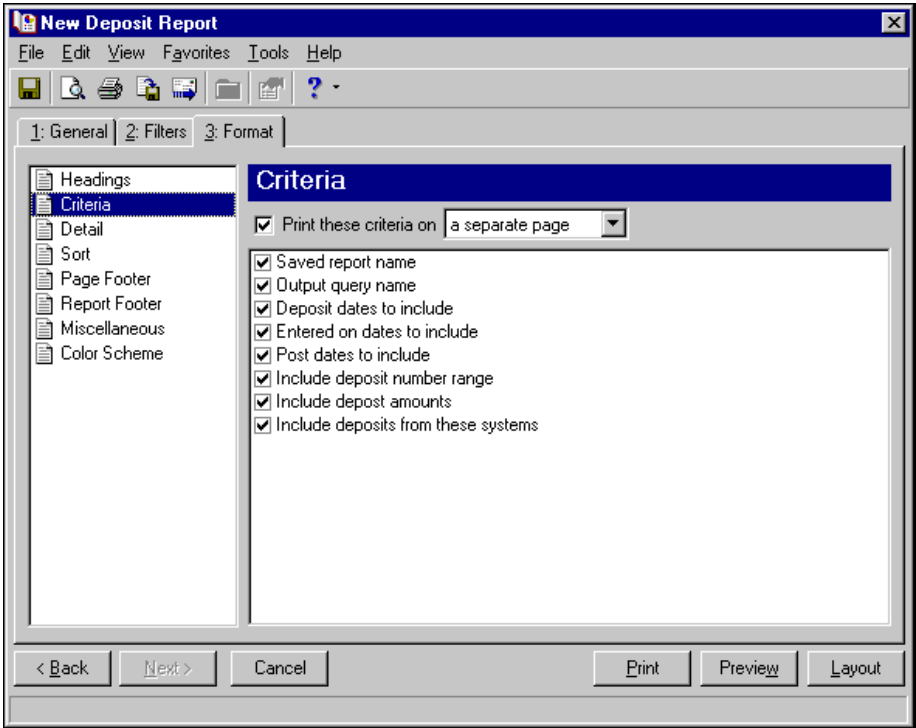 New Deposit Report
File Edit View Favorites Tools Help
?
1: General 2: Filters 3: Format
Headings
Criteria
Detail
Sort
Page Footer
Report Footer
Miscellaneous
Color Scheme
Criteria
Print these criteria on a separate page
Saved report name
Output query name
Deposit dates to include
Entered on dates to include
Post dates to include
Include deposit number range
Include depost amounts
Include deposits from these systems
< Back Next > Cancel Print Preview Layout